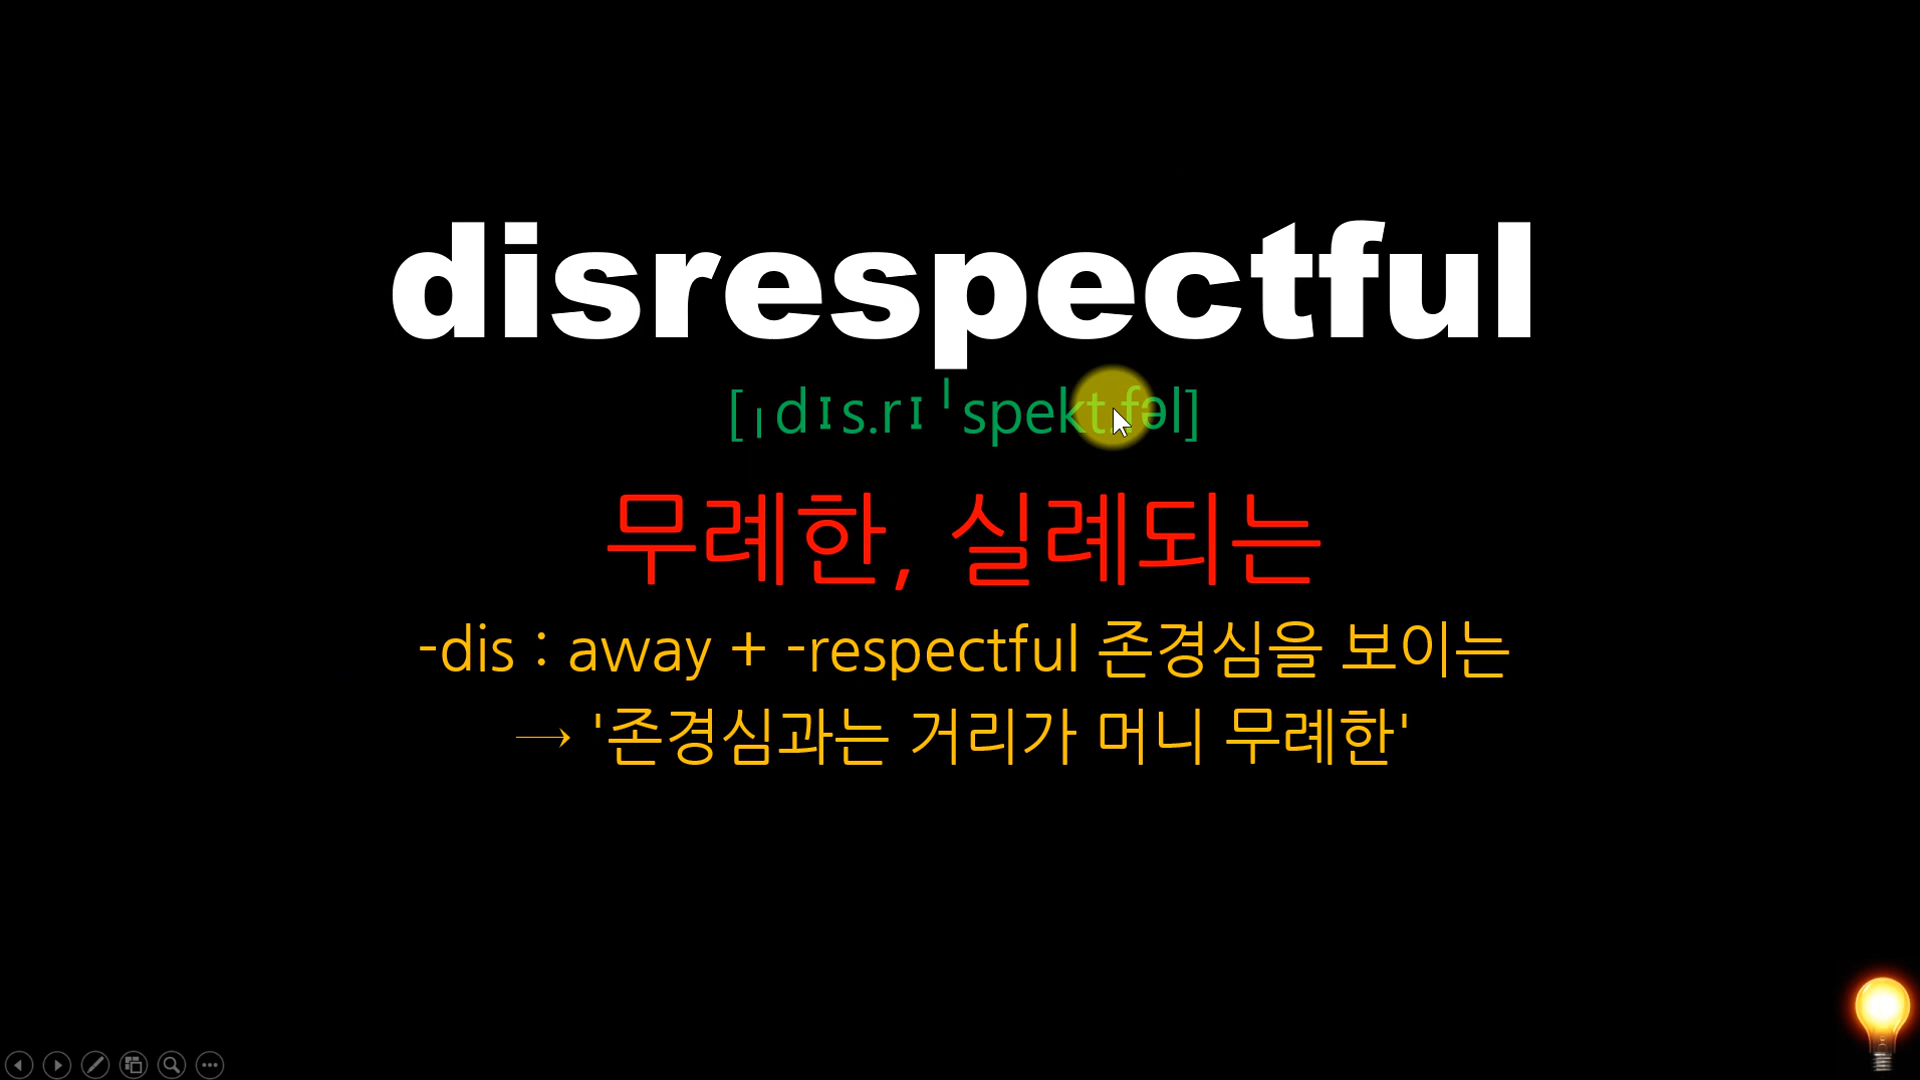 disrespectful
[ˌdɪs.rɪˈspekt.fəl]
무례한, 실례되는
-dis : away + -respectful 존경심을 보이는
→ '존경심과는 거리가 머니 무례한'